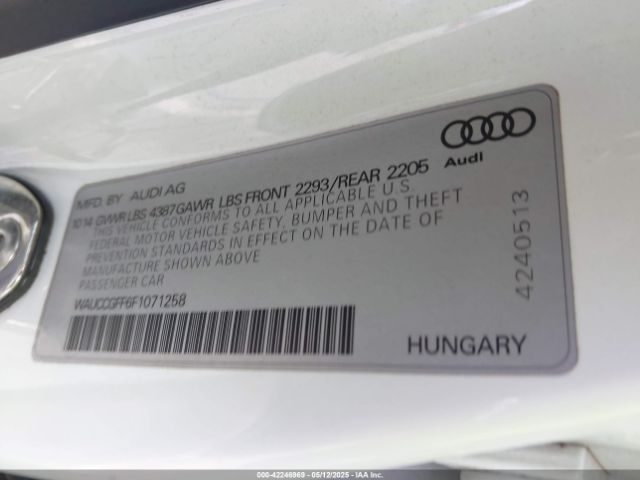 MFD. BY AUDI AG
1014 GVWR LBS 4387GAWR LBS FRONT 2293/REAR 2205
THIS VEHICLE CONFORMS TO ALL APPLICABLE U.S.
FEDERAL MOTOR VEHICLE SAFETY, BUMPER AND THEFT
PREVENTION STANDARDS IN EFFECT ON THE DATE OF
MANUFACTURE SHOWN ABOVE
PASSENGER CAR
WAUCCGFF6F1071258
Audi
4240513
HUNGARY
000-42246969 - 05/12/2025 - IAA Inc.